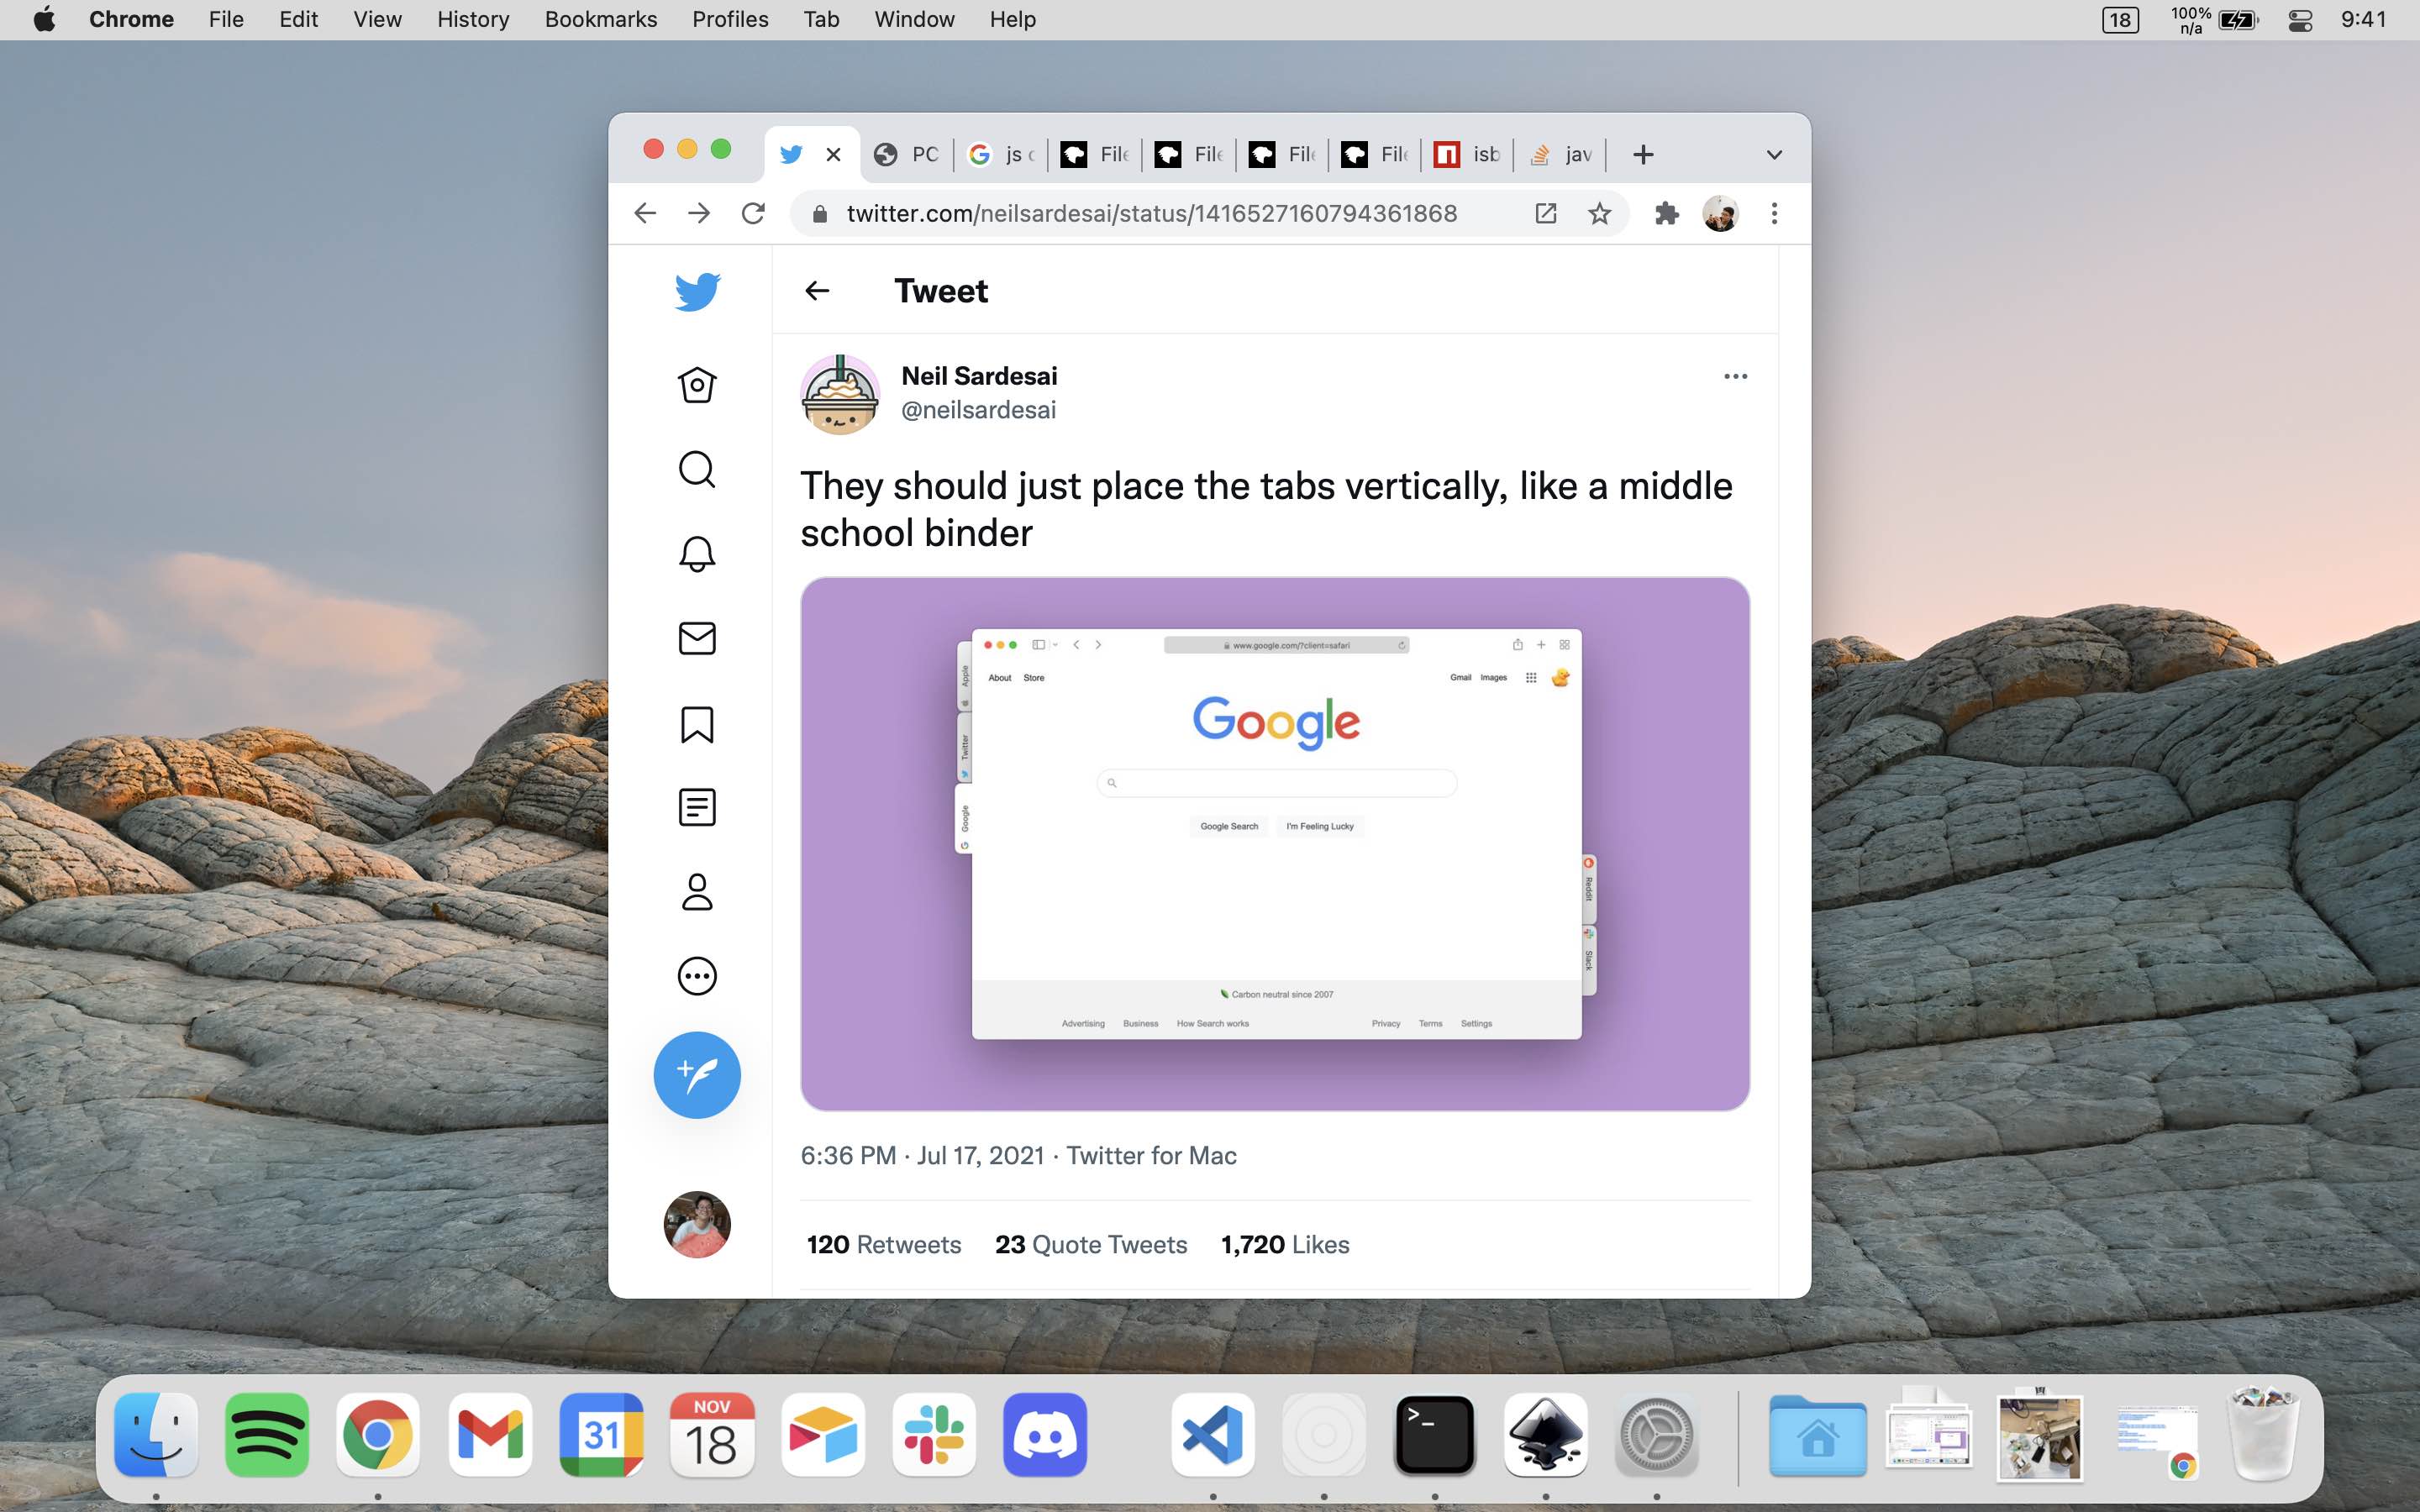 Chrome File Edit View History Bookmarks Profiles Tab Window Help 18 100% n/a 9:41
PC js File File File isb jav
twitter.com/neilsardesai/status/1416527160794361868
Tweet
Neil Sardesai
@neilsardesai
They should just place the tabs vertically, like a middle
school binder
www.google.com/?client=safari
About Store Gmail Images
Apple
Twitter
Google
Google
Google Search I'm Feeling Lucky
Reddit
Slack
Carbon neutral since 2007
Advertising Business How Search works Privacy Terms Settings
6:36 PM · Jul 17, 2021 · Twitter for Mac
120 Retweets 23 Quote Tweets 1,720 Likes
31
NOV
18
>_